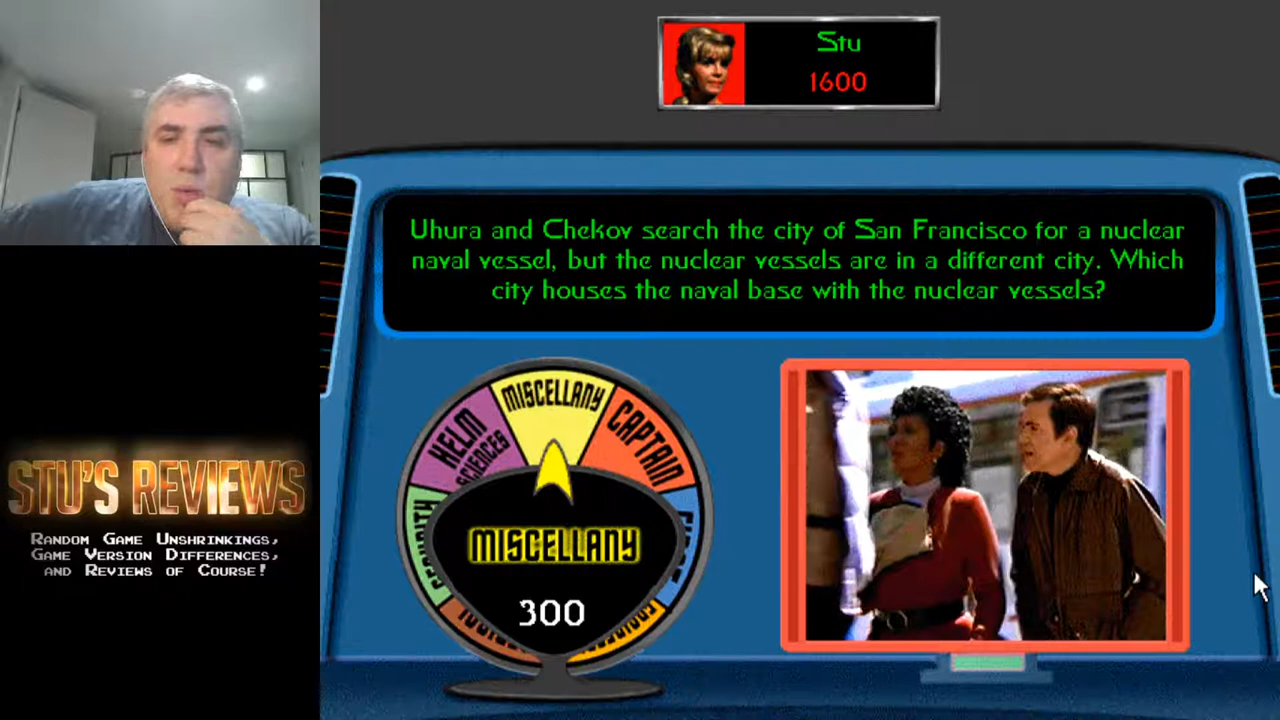 Stu
1600
Uhura and Chekov search the city of San Francisco for a nuclear
naval vessel, but the nuclear vessels are in a different city. Which
city houses the naval base with the nuclear vessels?
MISCELLANY
HELM
SCIENCES
CAPTAIN
MISCELLANY
300
STU'S REVIEWS
RANDOM GAME UNSHRINKINGS,
GAME VERSION DIFFERENCES,
AND REVIEWS OF COURSE!